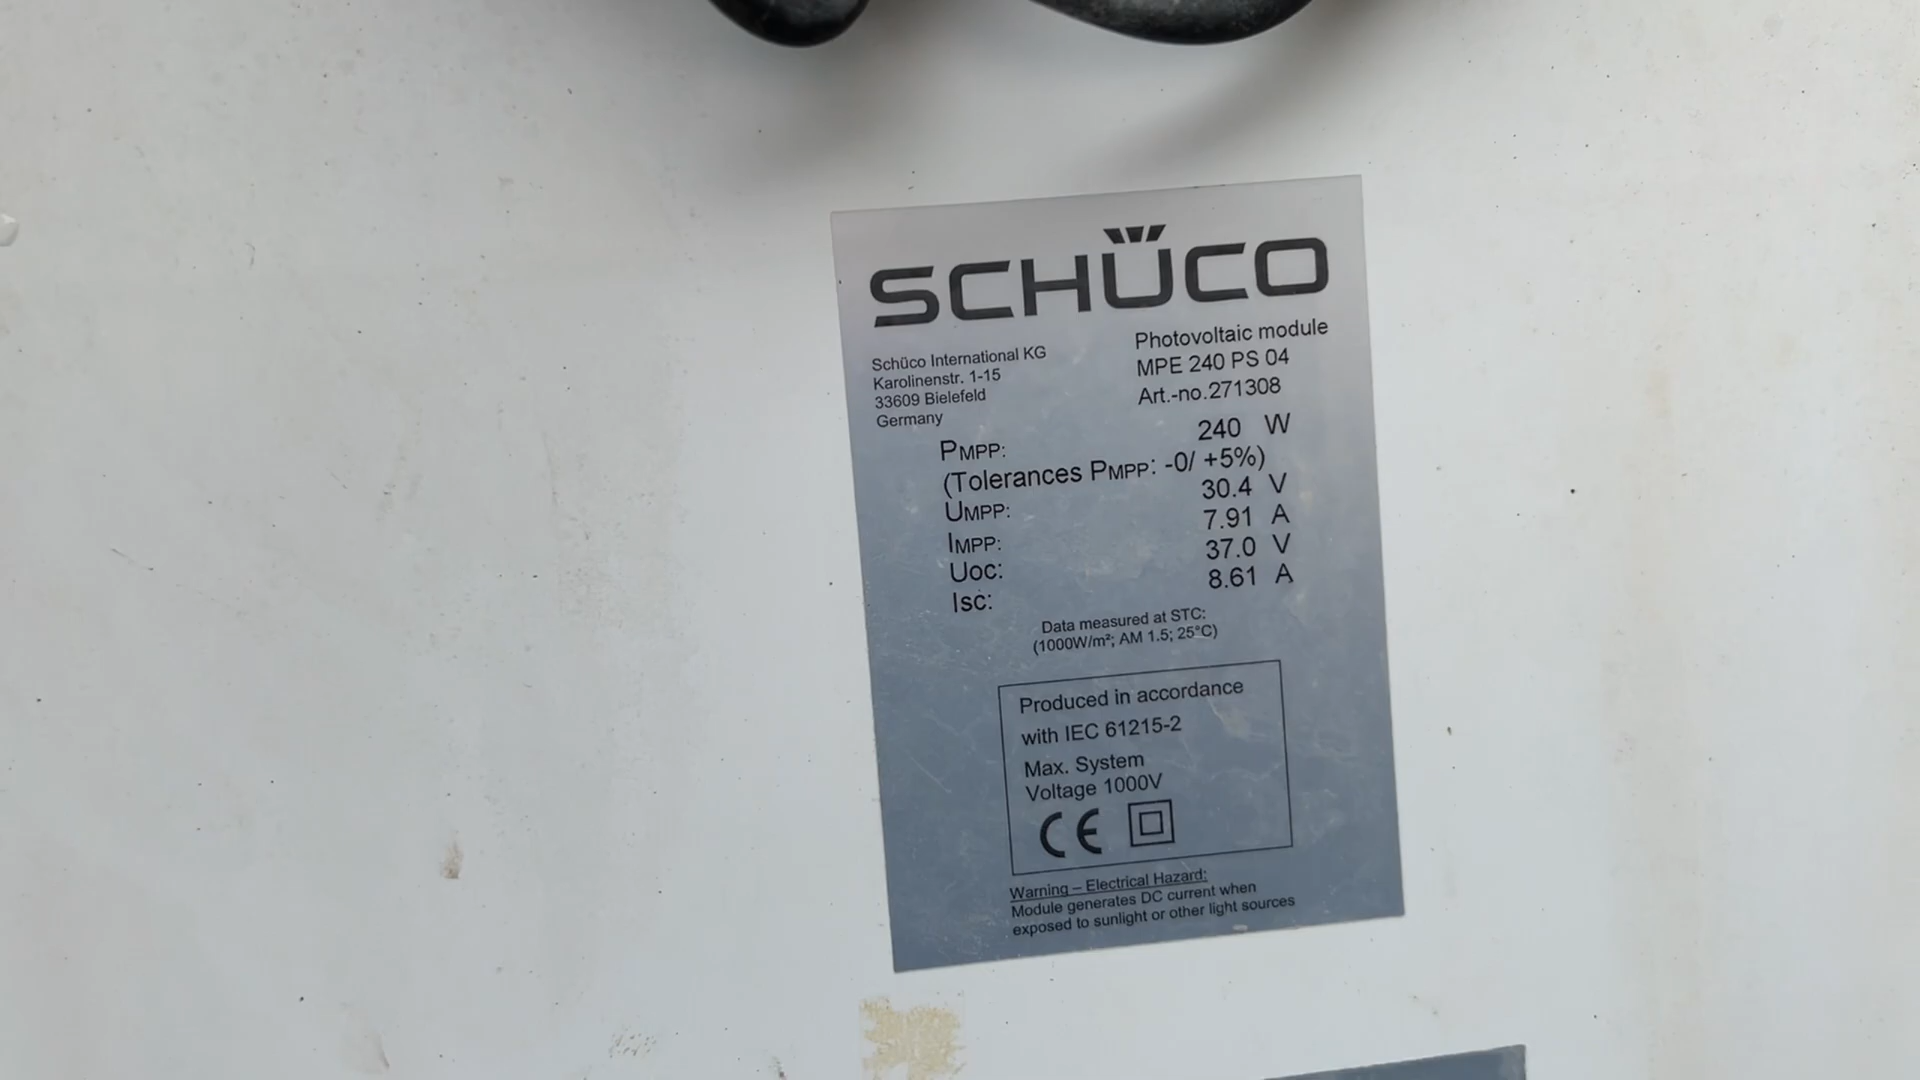 SCHÜCO
Schüco International KG
Karolinenstr. 1-15
33609 Bielefeld
Germany
Photovoltaic module
MPE 240 PS 04
Art.-no.271308
PMPP: 240 W
(Tolerances PMPP: -0/ +5%)
UMPP: 30.4 V
IMPP: 7.91 A
Uoc: 37.0 V
Isc: 8.61 A
Data measured at STC:
(1000W/m²; AM 1.5; 25°C)
Produced in accordance
with IEC 61215-2
Max. System
Voltage 1000V
CE
Warning – Electrical Hazard:
Module generates DC current when
exposed to sunlight or other light sources